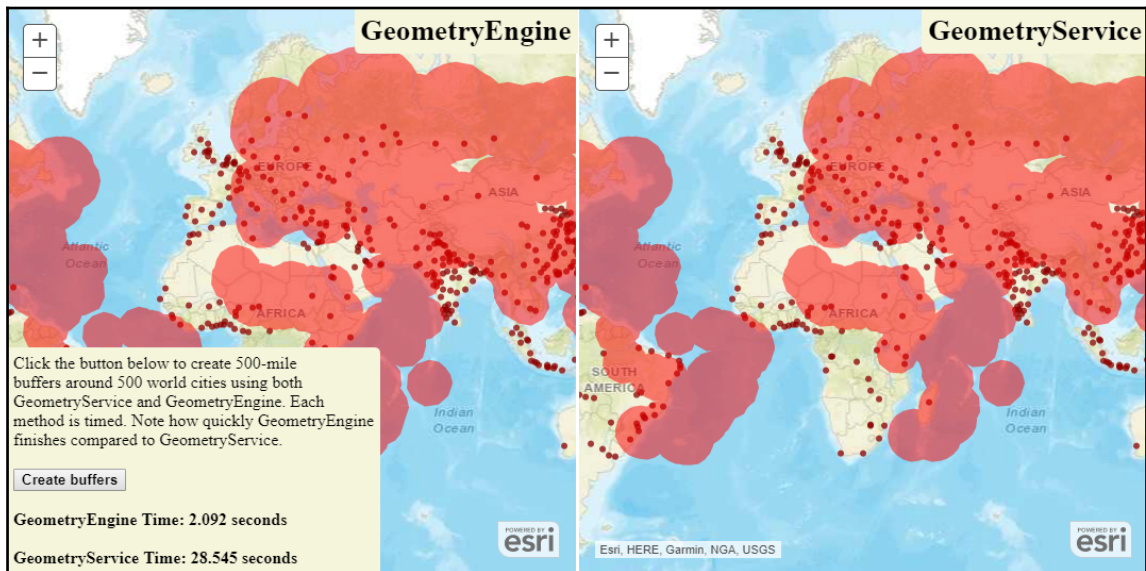 GeometryEngine
+
−
EUROPE
ASIA
Atlantic
Ocean
AFRICA
Indian
Ocean
Click the button below to create 500-mile
buffers around 500 world cities using both
GeometryService and GeometryEngine. Each
method is timed. Note how quickly GeometryEngine
finishes compared to GeometryService.
Create buffers
GeometryEngine Time: 2.092 seconds
GeometryService Time: 28.545 seconds
POWERED BY
esri
GeometryService
+
−
EUROPE
ASIA
Atlantic
Ocean
AFRICA
SOUTH
AMERICA
Indian
Ocean
Esri, HERE, Garmin, NGA, USGS
POWERED BY
esri